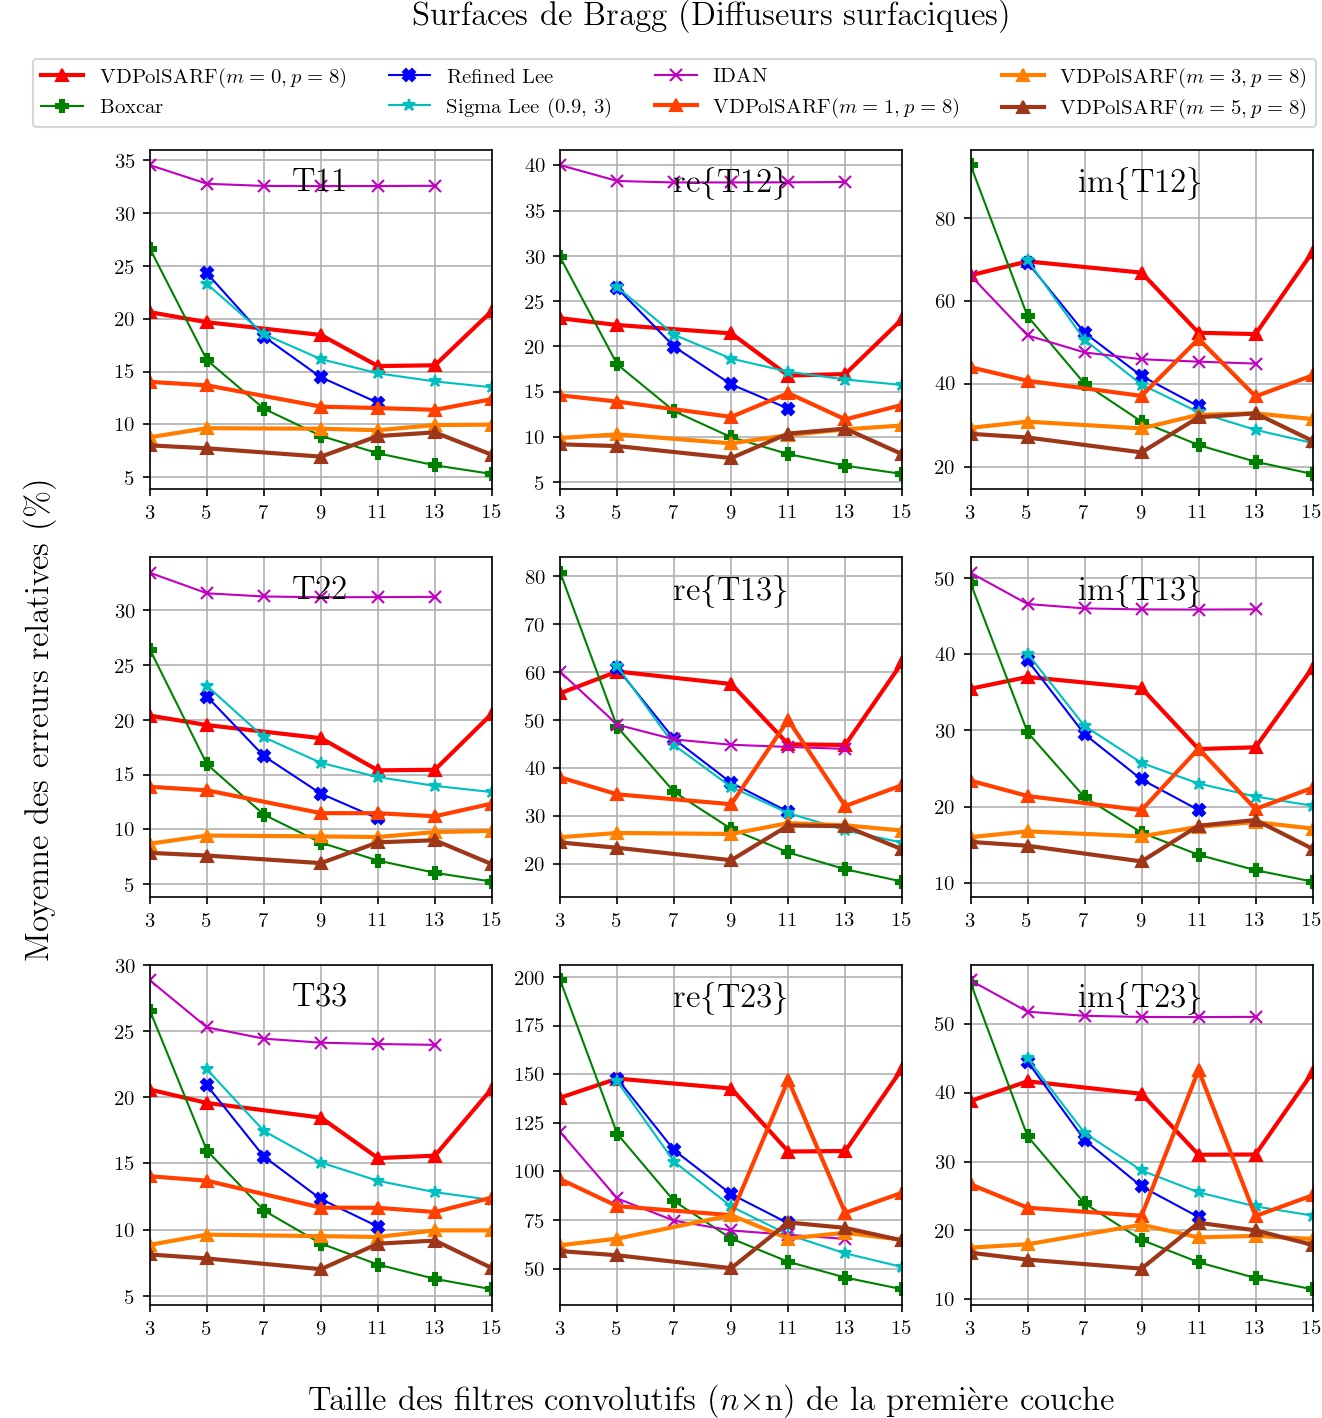 Surfaces de Bragg (Diffuseurs surfaciques)
VDPolSARF(m = 0, p = 8) Refined Lee IDAN VDPolSARF(m = 3, p = 8)
Boxcar Sigma Lee (0.9, 3) VDPolSARF(m = 1, p = 8) VDPolSARF(m = 5, p = 8)
T11 re{T12} im{T12}
35 30 25 20 15 10 5
40 35 30 25 20 15 10 5
80 60 40 20
3 5 7 9 11 13 15 3 5 7 9 11 13 15 3 5 7 9 11 13 15
Moyenne des erreurs relatives (%)
T22 re{T13} im{T13}
30 25 20 15 10 5
80 70 60 50 40 30 20
50 40 30 20 10
3 5 7 9 11 13 15 3 5 7 9 11 13 15 3 5 7 9 11 13 15
T33 re{T23} im{T23}
30 25 20 15 10 5
200 175 150 125 100 75 50
50 40 30 20 10
3 5 7 9 11 13 15 3 5 7 9 11 13 15 3 5 7 9 11 13 15
Taille des filtres convolutifs (n×n) de la première couche